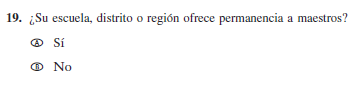 19. ¿Su escuela, distrito o región ofrece permanencia a maestros?
Ⓐ Sí
Ⓑ No